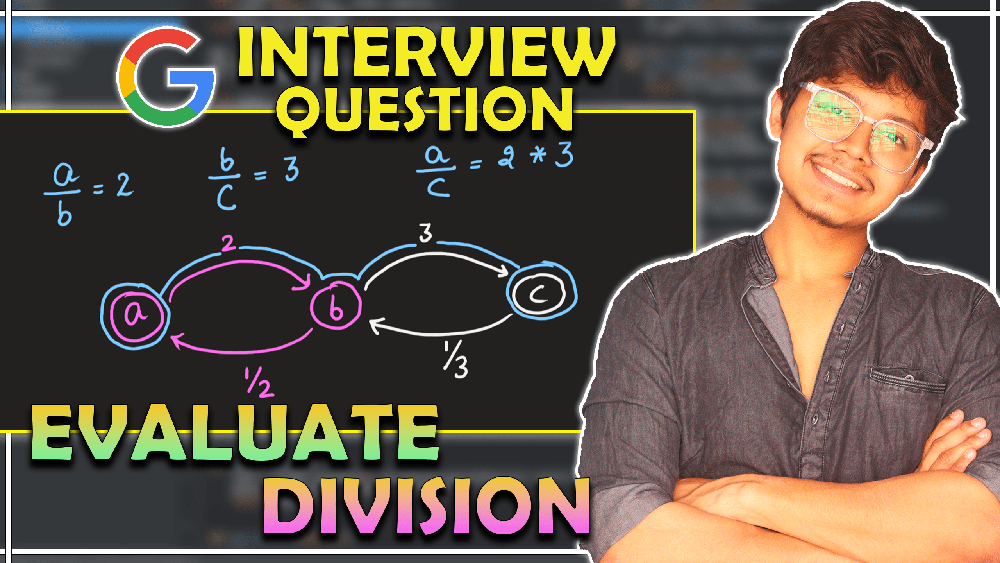 G INTERVIEW
QUESTION
a/b = 2 b/c = 3 a/c = 2 * 3
2 3
a b c
1/2 1/3
EVALUATE
DIVISION